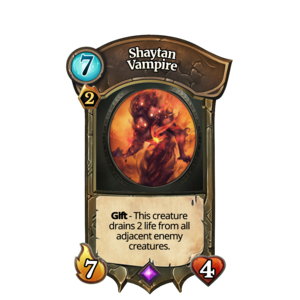 7
Shaytan
Vampire
2
Gift - This creature
drains 2 life from all
adjacent enemy
creatures.
7
4